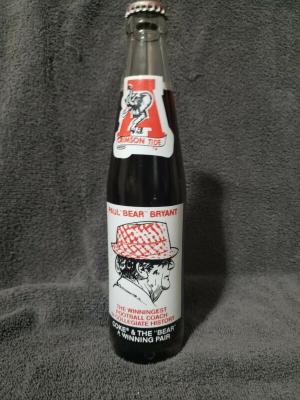 A
CRIMSON TIDE
PAUL "BEAR" BRYANT
THE WINNINGEST
FOOTBALL COACH
COLLEGIATE HISTORY
COKE & THE "BEAR"
A WINNING PAIR